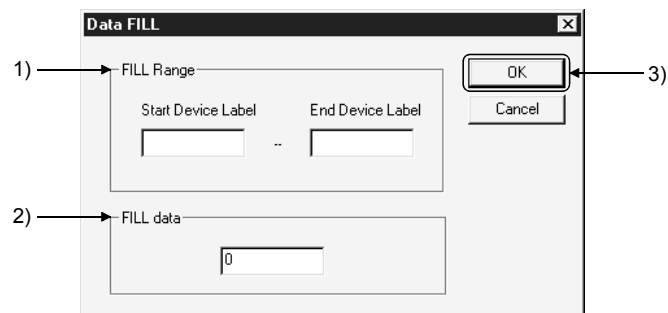 Data FILL
1)
FILL Range
OK
3)
Start Device Label
End Device Label
Cancel
--
2)
FILL data
0